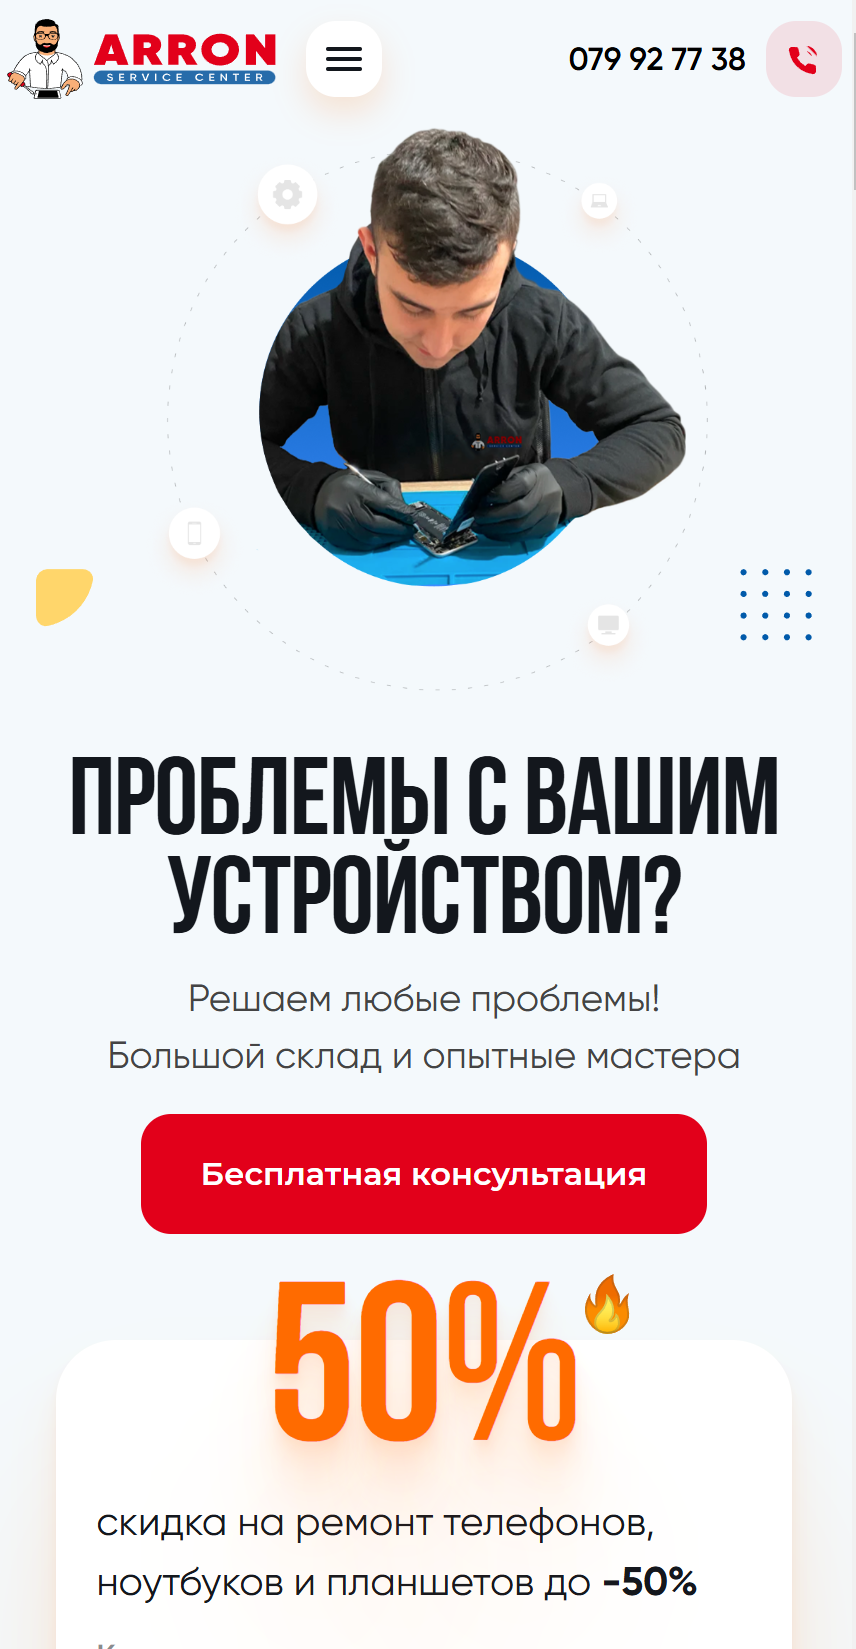 ARRON
SERVICE CENTER
079 92 77 38
ARRON
ПРОБЛЕМЫ С ВАШИМ
УСТРОЙСТВОМ?
Решаем любые проблемы!
Большой склад и опытные мастера
Бесплатная консультация
50%
скидка на ремонт телефонов,
ноутбуков и планшетов до -50%